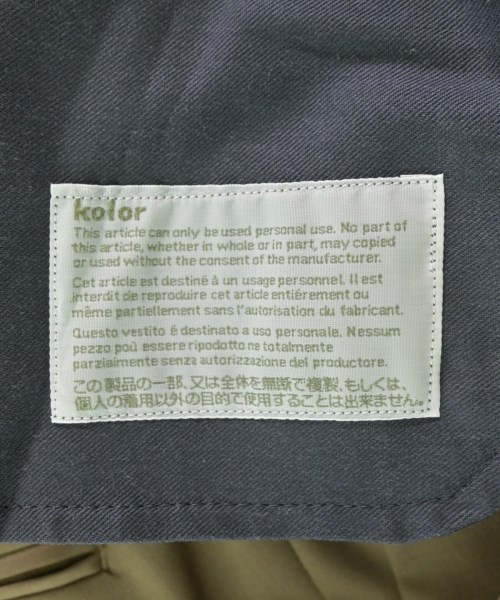 kolor
This article can only be used personal use. No part of
this article, whether in whole or in part, may copied
or used without the consent of the manufacturer.
Cet article est destiné à un usage personnel. Il est
interdit de reproduire cet article entiérement ou
même partiellement sans l'autorisation du fabricant.
Questo vestito é destinato a uso personale. Nessum
pezzo poù essere ripodotto ne totalmente
parziaimente senza autorizzazione del productore.
この製品の一部、又は全体を無断で複製、もしくは、
個人の着用以外の目的で使用することは出来ません。